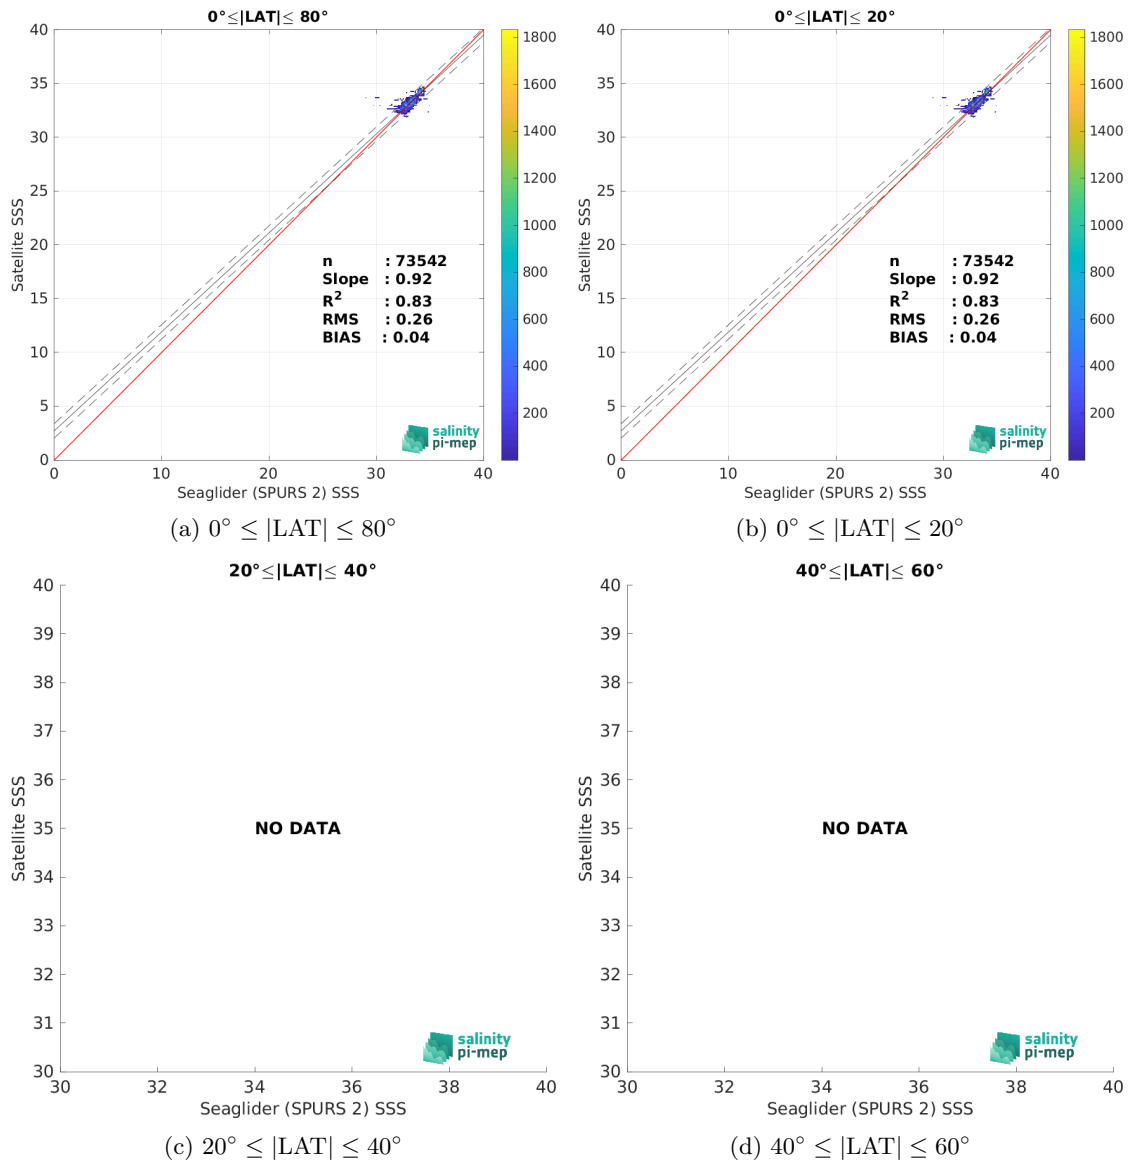 0°≤|LAT|≤ 80°
40
35
30
25
20
15
10
5
0
Satellite SSS
n : 73542
Slope : 0.92
R² : 0.83
RMS : 0.26
BIAS : 0.04
salinity
pi-mep
0 10 20 30 40
Seaglider (SPURS 2) SSS
1800
1600
1400
1200
1000
800
600
400
200
(a) 0° ≤ |LAT| ≤ 80°
0°≤|LAT|≤ 20°
40
35
30
25
20
15
10
5
0
Satellite SSS
n : 73542
Slope : 0.92
R² : 0.83
RMS : 0.26
BIAS : 0.04
salinity
pi-mep
0 10 20 30 40
Seaglider (SPURS 2) SSS
1800
1600
1400
1200
1000
800
600
400
200
(b) 0° ≤ |LAT| ≤ 20°
20°≤|LAT|≤ 40°
40
39
38
37
36
35
34
33
32
31
30
Satellite SSS
NO DATA
salinity
pi-mep
30 32 34 36 38 40
Seaglider (SPURS 2) SSS
(c) 20° ≤ |LAT| ≤ 40°
40°≤|LAT|≤ 60°
40
39
38
37
36
35
34
33
32
31
30
Satellite SSS
NO DATA
salinity
pi-mep
30 32 34 36 38 40
Seaglider (SPURS 2) SSS
(d) 40° ≤ |LAT| ≤ 60°